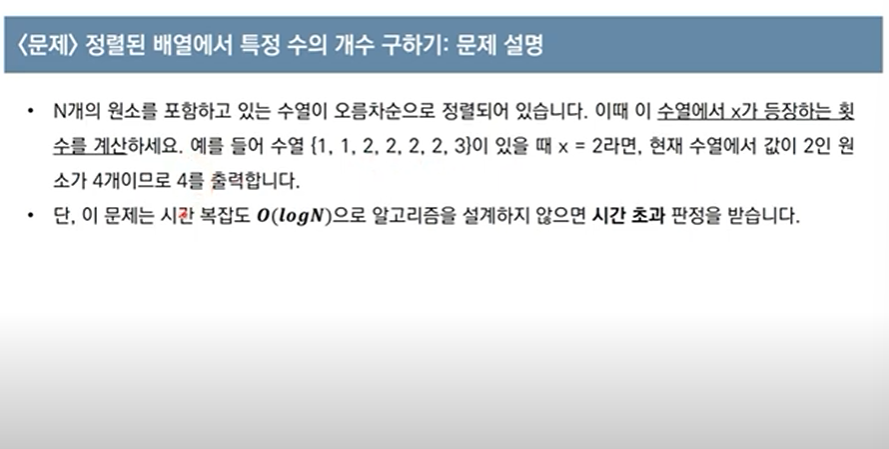 <문제> 정렬된 배열에서 특정 수의 개수 구하기: 문제 설명
• N개의 원소를 포함하고 있는 수열이 오름차순으로 정렬되어 있습니다. 이때 이 수열에서 x가 등장하는 횟
수를 계산하세요. 예를 들어 수열 {1, 1, 2, 2, 2, 2, 3}이 있을 때 x = 2라면, 현재 수열에서 값이 2인 원
소가 4개이므로 4를 출력합니다.
• 단, 이 문제는 시간 복잡도 O(logN)으로 알고리즘을 설계하지 않으면 시간 초과 판정을 받습니다.